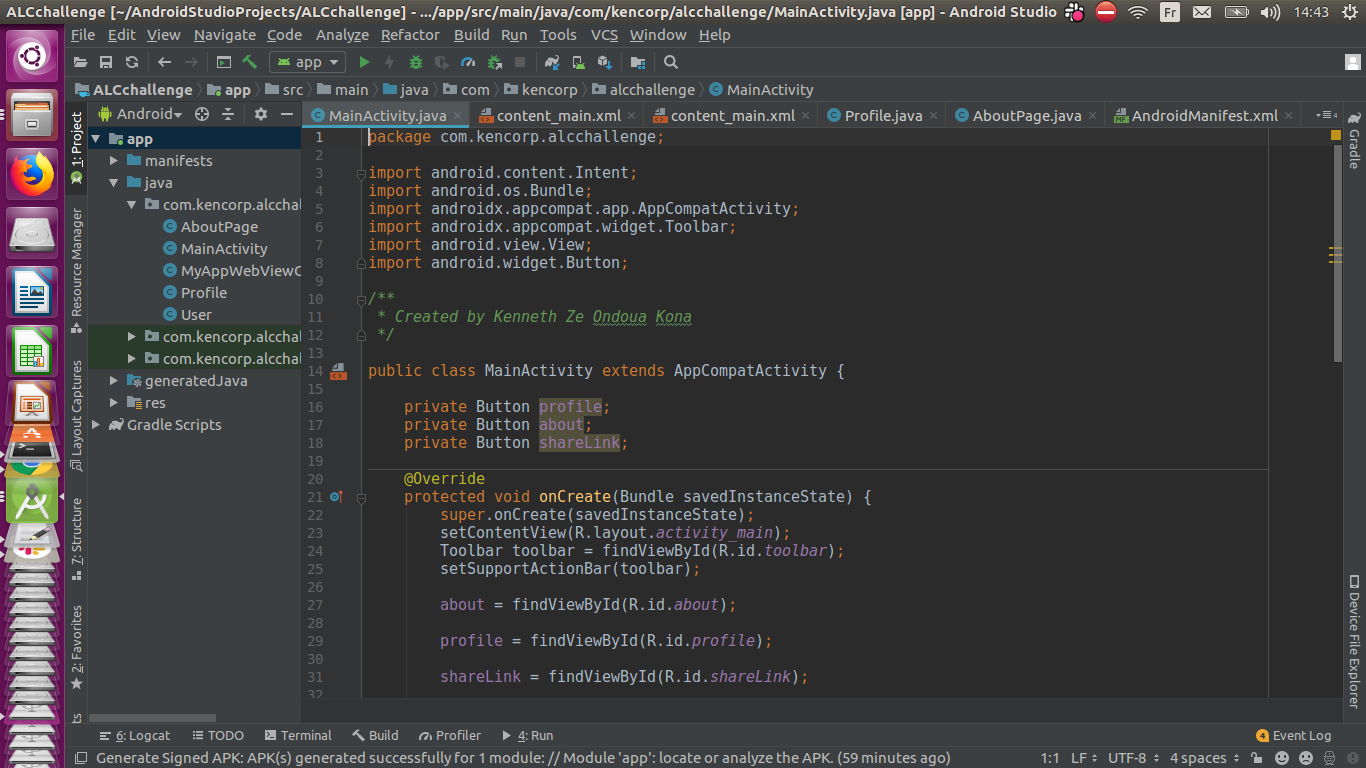 ALCchallenge [~/AndroidStudioProjects/ALCchallenge] - .../app/src/main/java/com/kencorp/alcchallenge/MainActivity.java [app] - Android Studio
Fr
14:43
File Edit View Navigate Code Analyze Refactor Build Run Tools VCS Window Help
app
ALCchallenge app src main java com kencorp alcchallenge MainActivity
Android
MainActivity.java content_main.xml content_main.xml Profile.java AboutPage.java AndroidManifest.xml
1: Project
Resource Manager
Layout Captures
7: Structure
2: Favorites
app
manifests
java
com.kencorp.alcchal
AboutPage
MainActivity
MyAppWebViewC
Profile
User
com.kencorp.alcchal
com.kencorp.alcchal
generatedJava
res
Gradle Scripts
1 package com.kencorp.alcchallenge;
2
3 import android.content.Intent;
4 import android.os.Bundle;
5 import androidx.appcompat.app.AppCompatActivity;
6 import androidx.appcompat.widget.Toolbar;
7 import android.view.View;
8 import android.widget.Button;
9
10 /**
11 * Created by Kenneth Ze Ondoua Kona
12 */
13
14 public class MainActivity extends AppCompatActivity {
15
16 private Button profile;
17 private Button about;
18 private Button shareLink;
19
20 @Override
21 protected void onCreate(Bundle savedInstanceState) {
22 super.onCreate(savedInstanceState);
23 setContentView(R.layout.activity_main);
24 Toolbar toolbar = findViewById(R.id.toolbar);
25 setSupportActionBar(toolbar);
26
27 about = findViewById(R.id.about);
28
29 profile = findViewById(R.id.profile);
30
31 shareLink = findViewById(R.id.shareLink);
32
Gradle
Device File Explorer
6: Logcat TODO Terminal Build Profiler 4: Run
4 Event Log
Generate Signed APK: APK(s) generated successfully for 1 module: // Module 'app': locate or analyze the APK. (59 minutes ago)
1:1 LF UTF-8 4 spaces